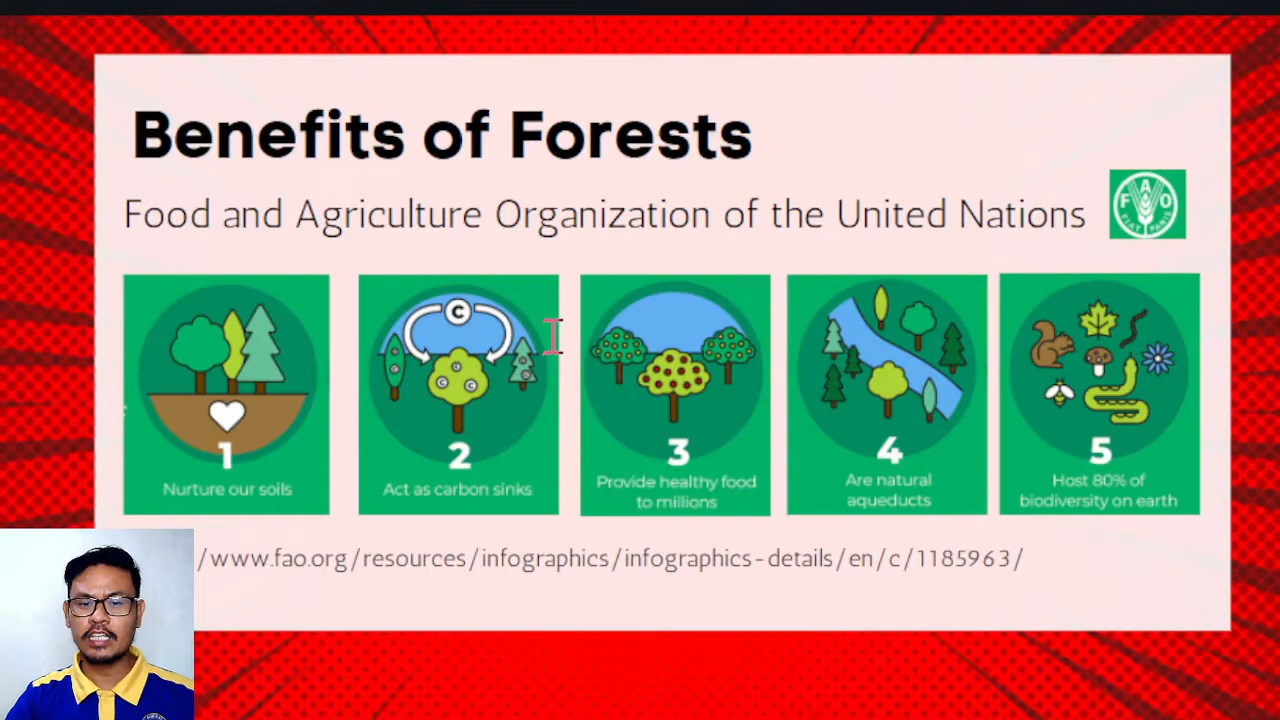 Benefits of Forests
Food and Agriculture Organization of the United Nations
F A O
FIAT PANIS
C
C C C C C
1
Nurture our soils
2
Act as carbon sinks
3
Provide healthy food
to millions
4
Are natural
aqueducts
5
Host 80% of
biodiversity on earth
/www.fao.org/resources/infographics/infographics-details/en/c/1185963/